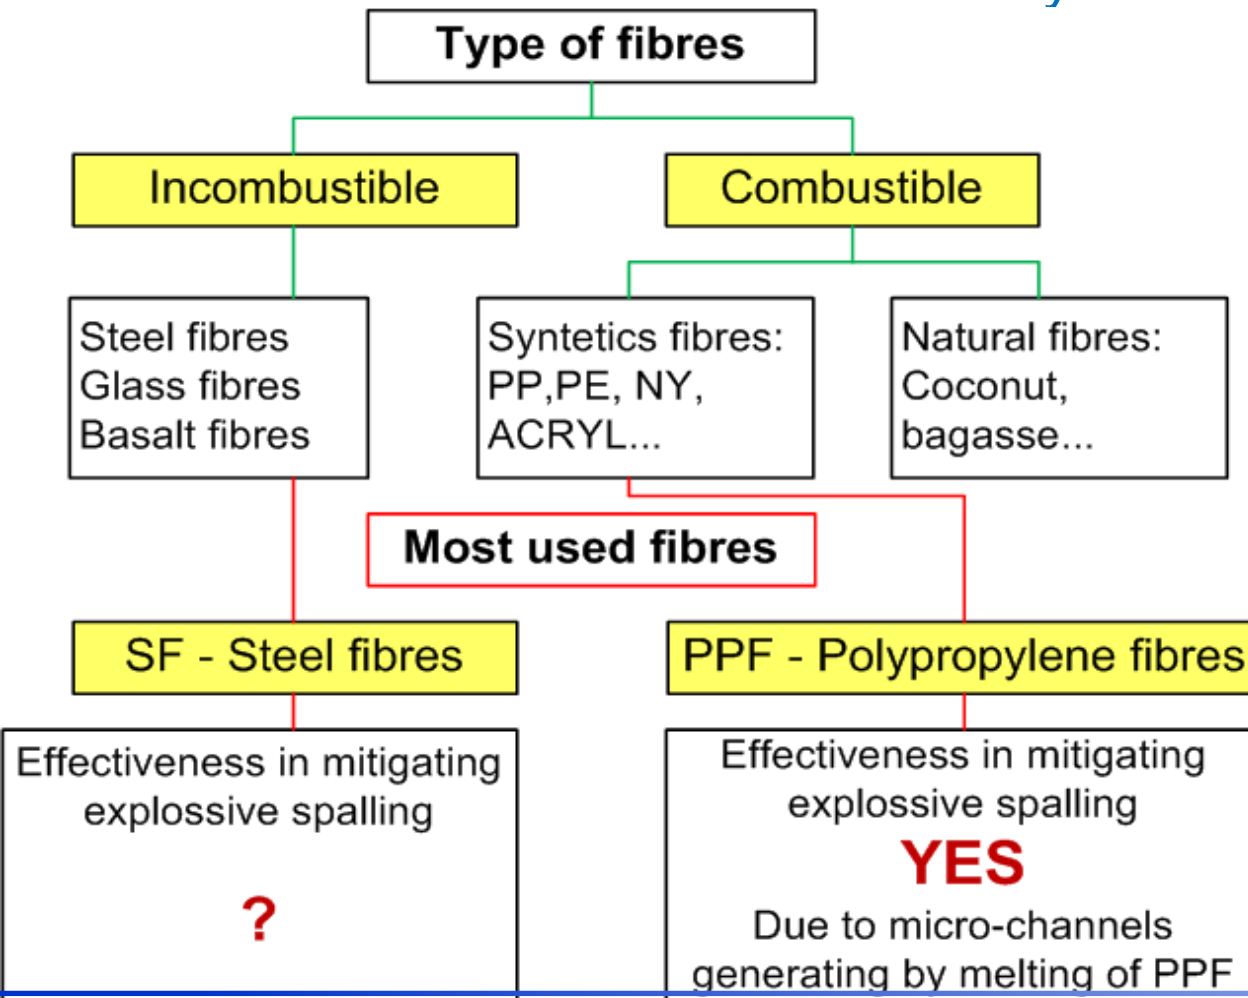 Type of fibres
Incombustible
Combustible
Steel fibres
Glass fibres
Basalt fibres
Syntetics fibres:
PP,PE, NY,
ACRYL...
Natural fibres:
Coconut,
bagasse...
Most used fibres
SF - Steel fibres
PPF - Polypropylene fibres
Effectiveness in mitigating
explossive spalling
?
Effectiveness in mitigating
explossive spalling
YES
Due to micro-channels
generating by melting of PPF